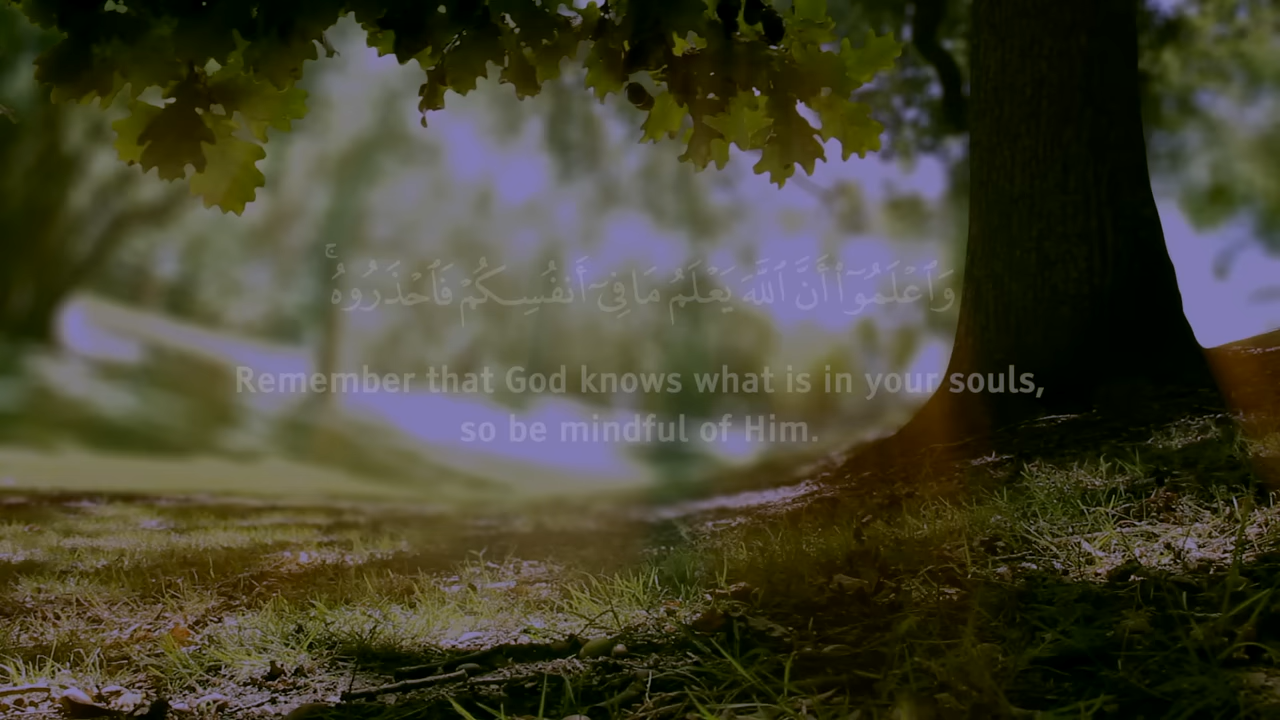 وَٱعْلَمُوٓا۟ أَنَّ ٱللَّهَ يَعْلَمُ مَا فِىٓ أَنفُسِكُمْ فَٱحْذَرُوهُ ۚ
Remember that God knows what is in your souls,
so be mindful of Him.